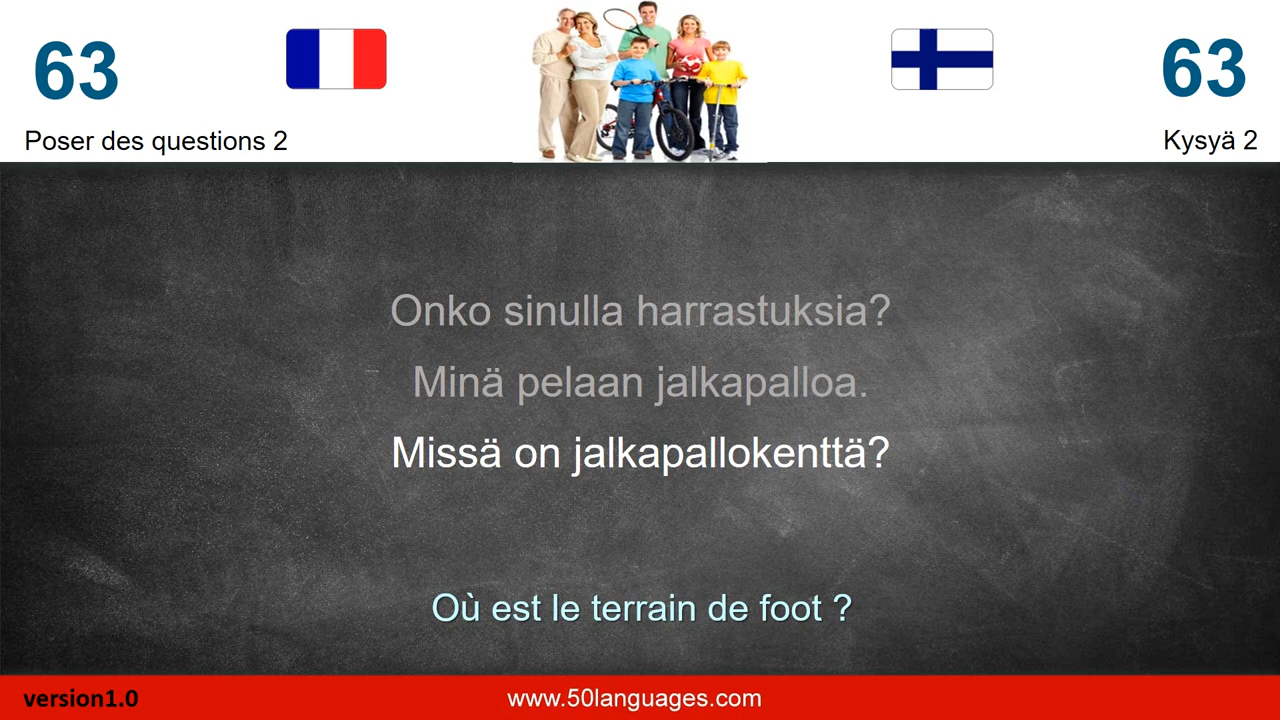 63
63
Poser des questions 2
Kysyä 2
Onko sinulla harrastuksia?
Minä pelaan jalkapalloa.
Missä on jalkapallokenttä?
Où est le terrain de foot ?
version1.0
www.50languages.com